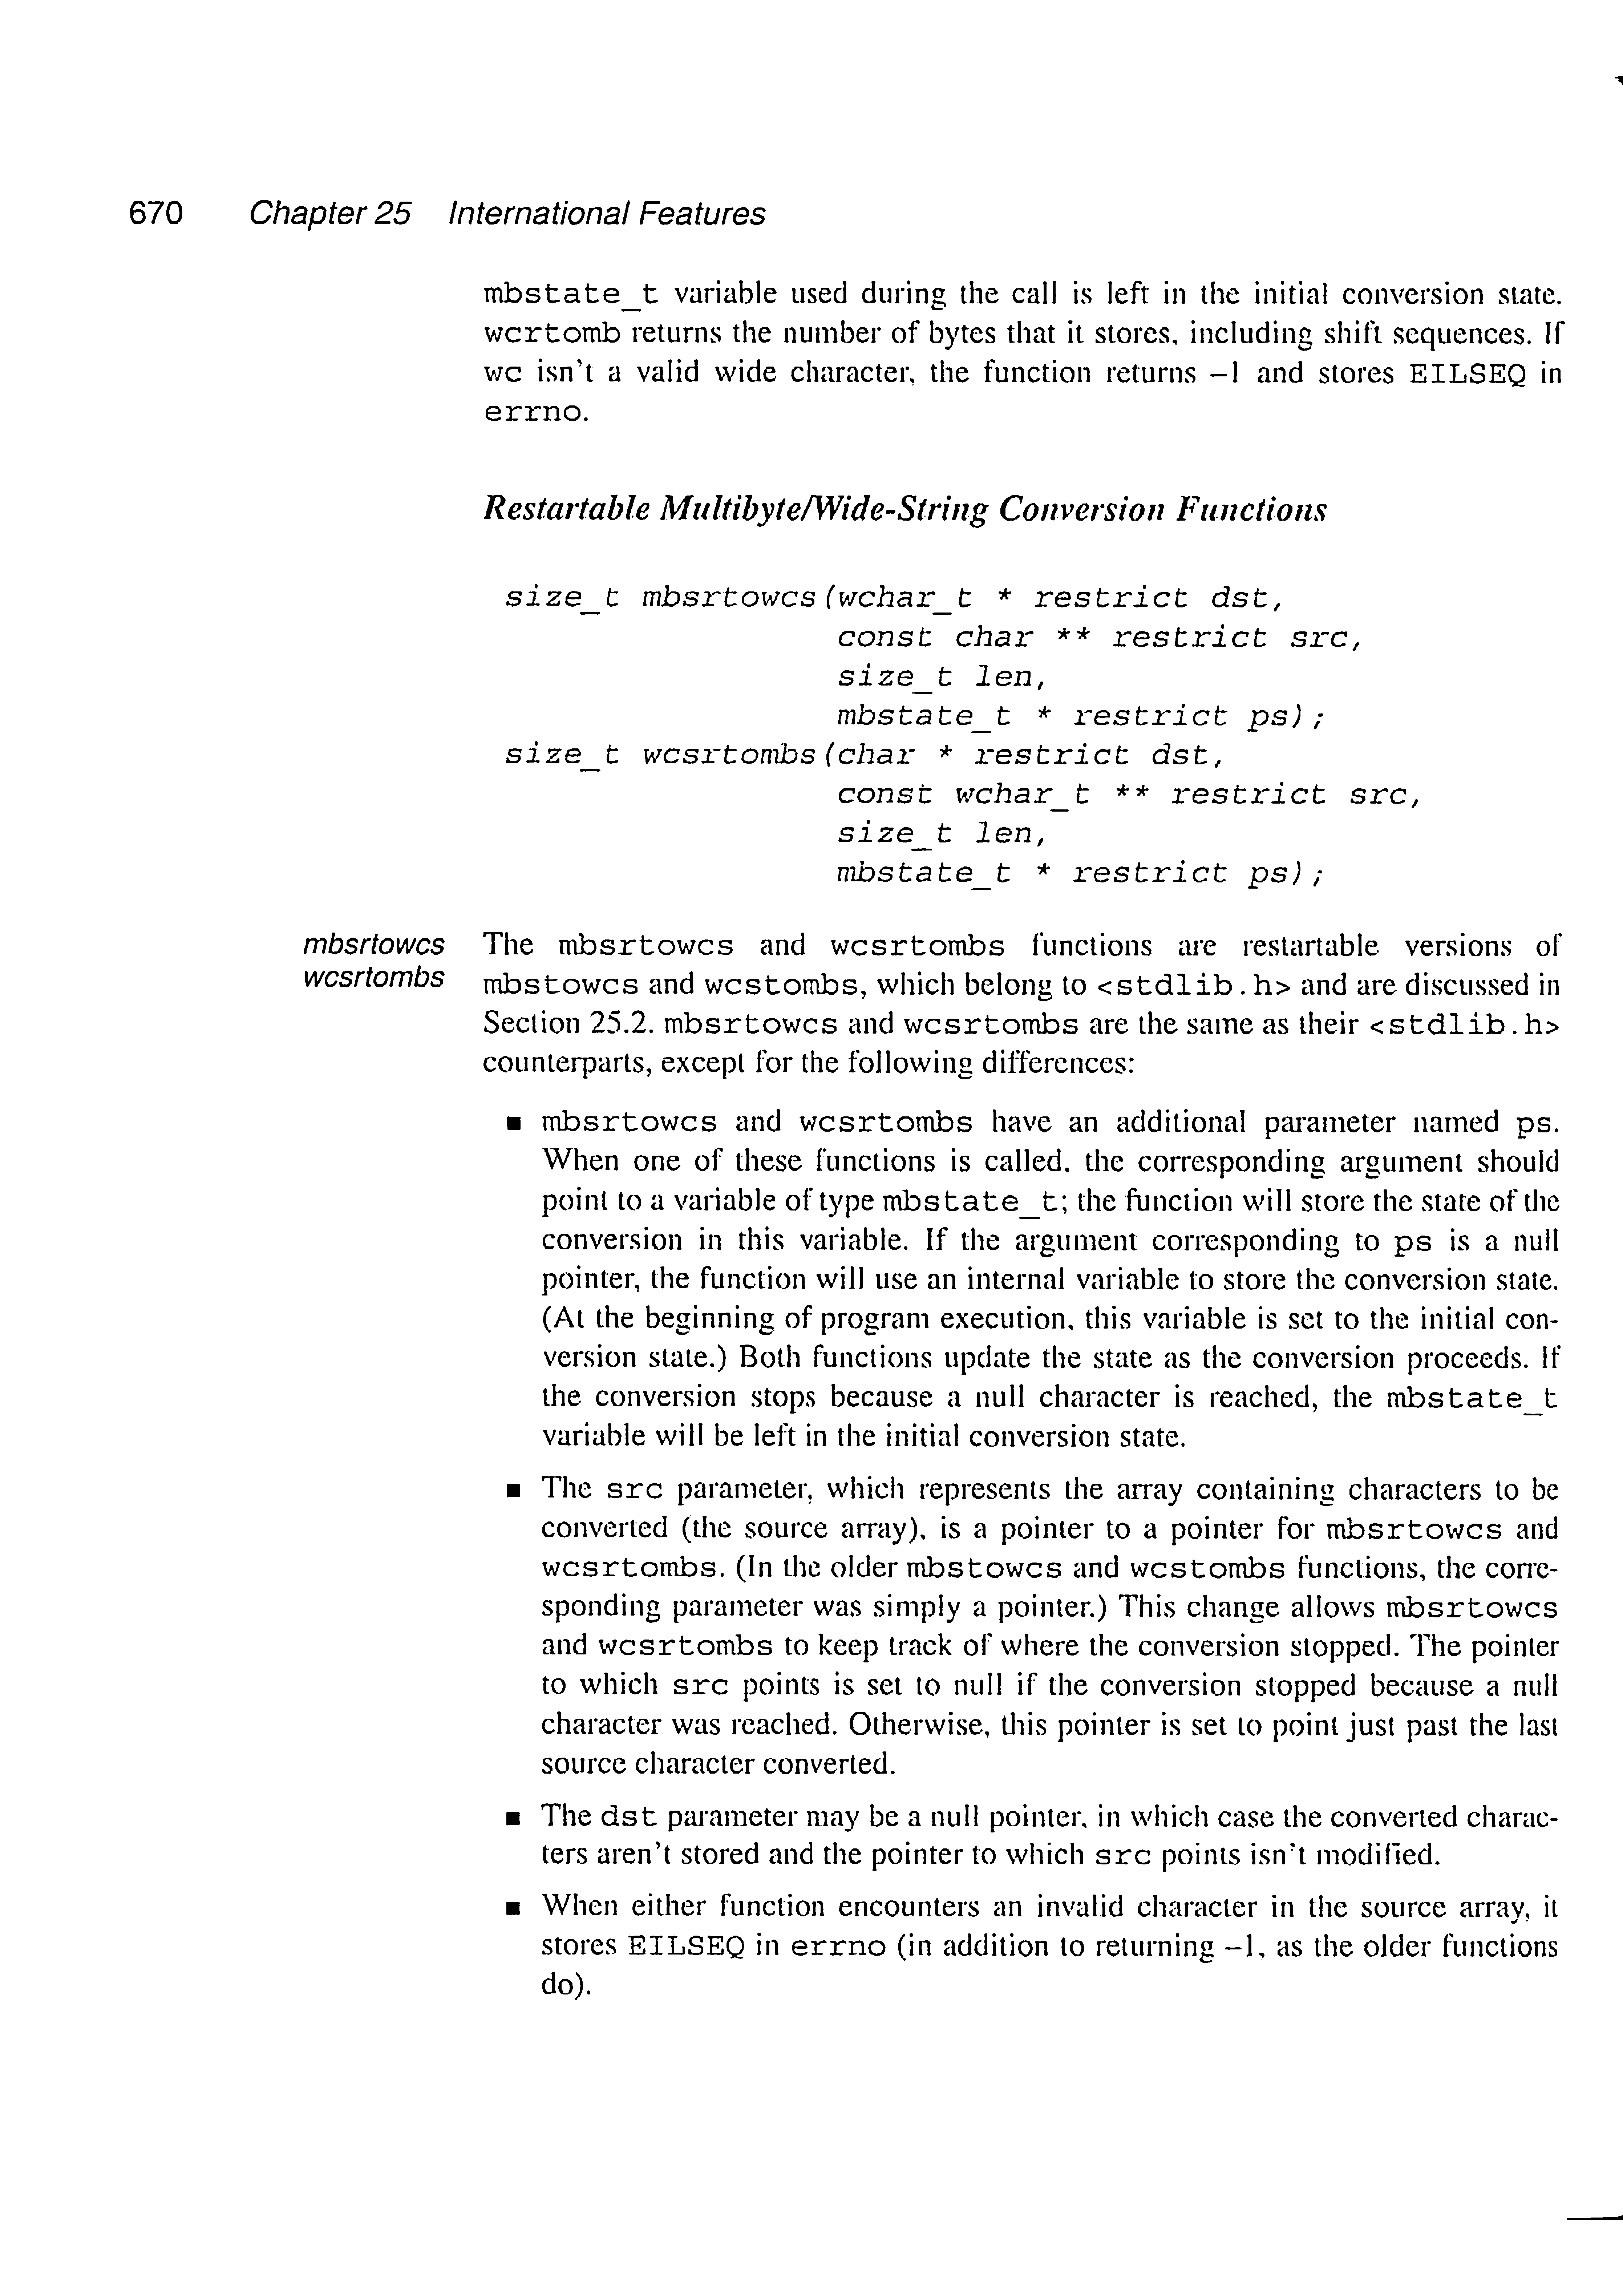 670 Chapter 25 International Features
mbstate_t variable used during the call is left in the initial conversion state.
wcrtomb returns the number of bytes that it stores, including shift sequences. If
wc isn't a valid wide character, the function returns –1 and stores EILSEQ in
errno.
Restartable Multibyte/Wide-String Conversion Functions
size_t mbsrtowcs(wchar_t * restrict dst,
const char ** restrict src,
size_t len,
mbstate_t * restrict ps);
size_t wcsrtombs(char * restrict dst,
const wchar_t ** restrict src,
size_t len,
mbstate_t * restrict ps);
mbsrtowcs
wcsrtombs
The mbsrtowcs and wcsrtombs functions are restartable versions of
mbstowcs and wcstombs, which belong to <stdlib.h> and are discussed in
Section 25.2. mbsrtowcs and wcsrtombs are the same as their <stdlib.h>
counterparts, except for the following differences:
■ mbsrtowcs and wcsrtombs have an additional parameter named ps.
When one of these functions is called, the corresponding argument should
point to a variable of type mbstate_t; the function will store the state of the
conversion in this variable. If the argument corresponding to ps is a null
pointer, the function will use an internal variable to store the conversion state.
(At the beginning of program execution, this variable is set to the initial con-
version state.) Both functions update the state as the conversion proceeds. If
the conversion stops because a null character is reached, the mbstate_t
variable will be left in the initial conversion state.
■ The src parameter, which represents the array containing characters to be
converted (the source array), is a pointer to a pointer for mbsrtowcs and
wcsrtombs. (In the older mbstowcs and wcstombs functions, the corre-
sponding parameter was simply a pointer.) This change allows mbsrtowcs
and wcsrtombs to keep track of where the conversion stopped. The pointer
to which src points is set to null if the conversion stopped because a null
character was reached. Otherwise, this pointer is set to point just past the last
source character converted.
■ The dst parameter may be a null pointer, in which case the converted charac-
ters aren't stored and the pointer to which src points isn't modified.
■ When either function encounters an invalid character in the source array, it
stores EILSEQ in errno (in addition to returning –1, as the older functions
do).